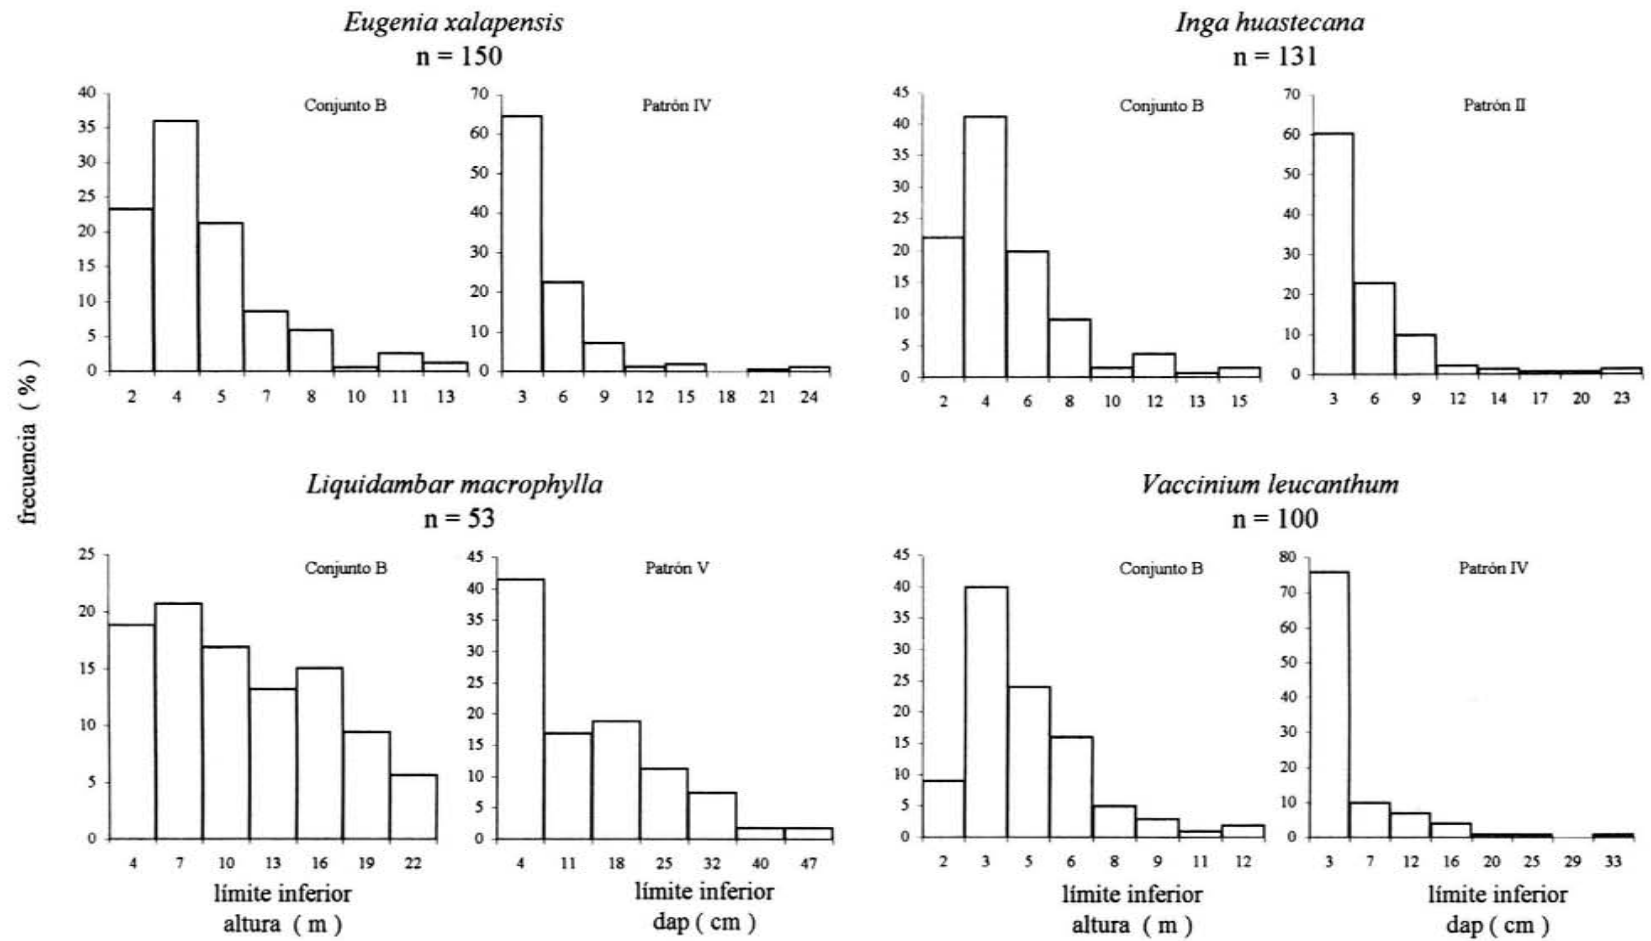 Eugenia xalapensis
n = 150
Conjunto B
40
35
30
25
20
15
10
5
0
2 4 5 7 8 10 11 13
Patrón IV
70
60
50
40
30
20
10
0
3 6 9 12 15 18 21 24
Inga huastecana
n = 131
Conjunto B
45
40
35
30
25
20
15
10
5
0
2 4 6 8 10 12 13 15
Patrón II
70
60
50
40
30
20
10
0
3 6 9 12 14 17 20 23
frecuencia ( % )
Liquidambar macrophylla
n = 53
Conjunto B
25
20
15
10
5
0
4 7 10 13 16 19 22
límite inferior
altura ( m )
Patrón V
45
40
35
30
25
20
15
10
5
0
4 11 18 25 32 40 47
límite inferior
dap ( cm )
Vaccinium leucanthum
n = 100
Conjunto B
45
40
35
30
25
20
15
10
5
0
2 3 5 6 8 9 11 12
límite inferior
altura ( m )
Patrón IV
80
70
60
50
40
30
20
10
0
3 7 12 16 20 25 29 33
límite inferior
dap ( cm )